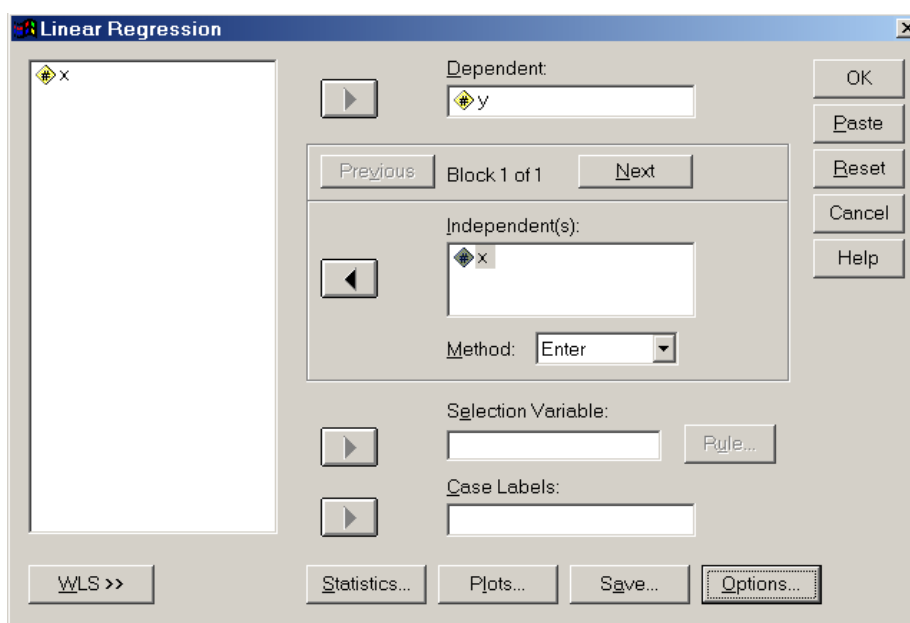 Linear Regression
# x
Dependent:
# y
OK
Paste
Previous Block 1 of 1 Next
Reset
Cancel
Independent(s):
# x
Help
Method: Enter
Selection Variable:
Rule...
Case Labels:
WLS >> Statistics... Plots... Save... Options...